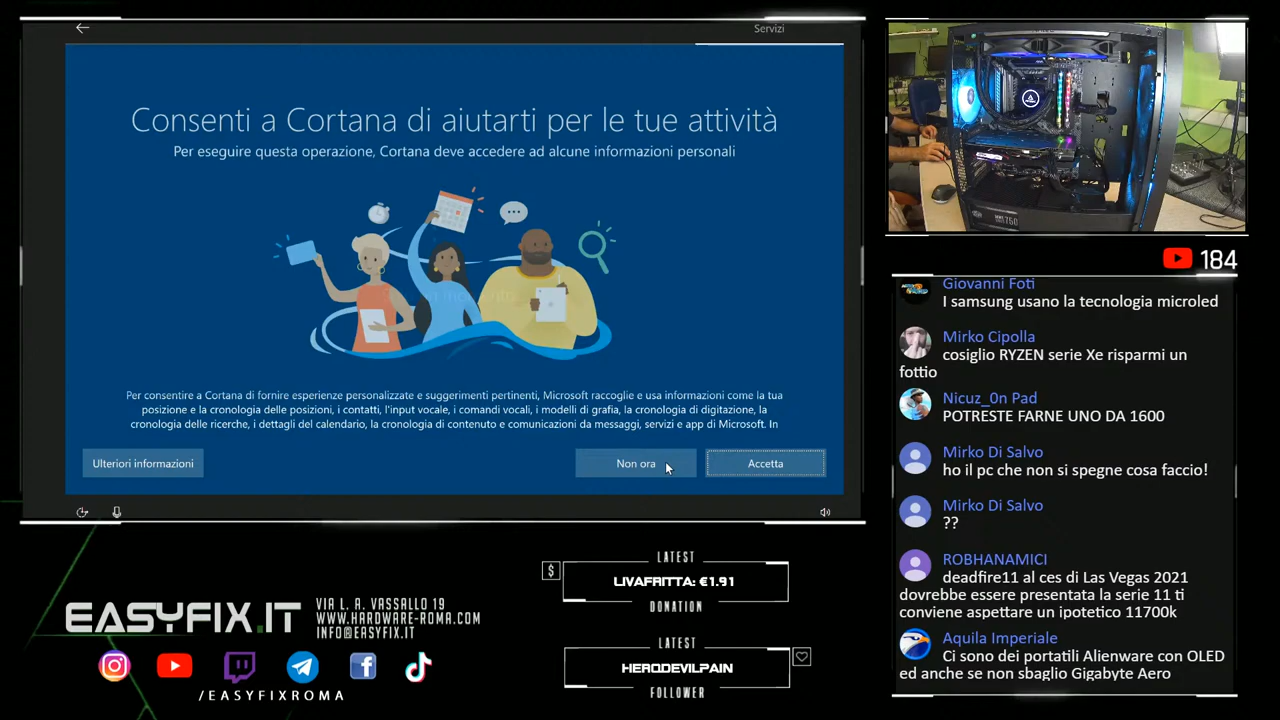 Servizi
Consenti a Cortana di aiutarti per le tue attività
Per eseguire questa operazione, Cortana deve accedere ad alcune informazioni personali
Per consentire a Cortana di fornire esperienze personalizzate e suggerimenti pertinenti, Microsoft raccoglie e usa informazioni come la tua
posizione e la cronologia delle posizioni, i contatti, l'input vocale, i comandi vocali, i modelli di grafia, la cronologia di digitazione, la
cronologia delle ricerche, i dettagli del calendario, la cronologia di contenuto e comunicazioni da messaggi, servizi e app di Microsoft. In
Ulteriori informazioni
Non ora
Accetta
750
184
Giovanni Foti
I samsung usano la tecnologia microled
Mirko Cipolla
cosiglio RYZEN serie Xe risparmi un
fottio
Nicuz_0n Pad
POTRESTE FARNE UNO DA 1600
Mirko Di Salvo
ho il pc che non si spegne cosa faccio!
Mirko Di Salvo
??
ROBHANAMICI
deadfire11 al ces di Las Vegas 2021
dovrebbe essere presentata la serie 11 ti
conviene aspettare un ipotetico 11700k
Aquila Imperiale
Ci sono dei portatili Alienware con OLED
ed anche se non sbaglio Gigabyte Aero
EASYFIX.IT
VIA L. A. VASSALLO 19
WWW.HARDWARE-ROMA.COM
INFO@EASYFIX.IT
/EASYFIXROMA
LATEST
$
LIVAFRITTA: €1.91
DONATION
LATEST
HERODEVILPAIN
FOLLOWER